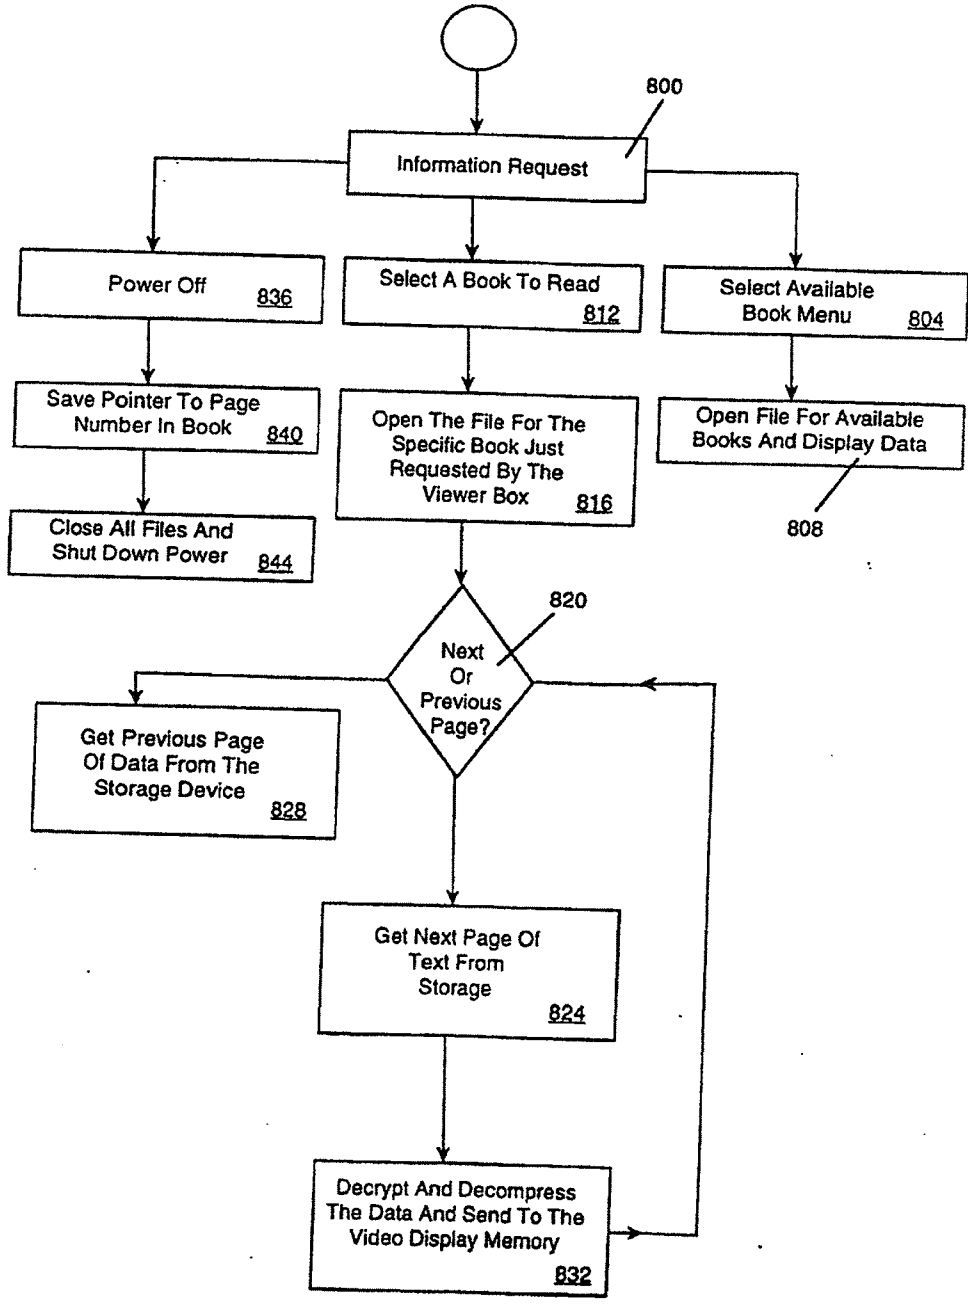 800
Information Request
Power Off
836
Select A Book To Read
812
Select Available
Book Menu
804
Save Pointer To Page
Number In Book
840
Open The File For The
Specific Book Just
Requested By The
Viewer Box
816
Open File For Available
Books And Display Data
808
Close All Files And
Shut Down Power
844
820
Next
Or
Previous
Page?
Get Previous Page
Of Data From The
Storage Device
828
Get Next Page Of
Text From
Storage
824
Decrypt And Decompress
The Data And Send To The
Video Display Memory
832